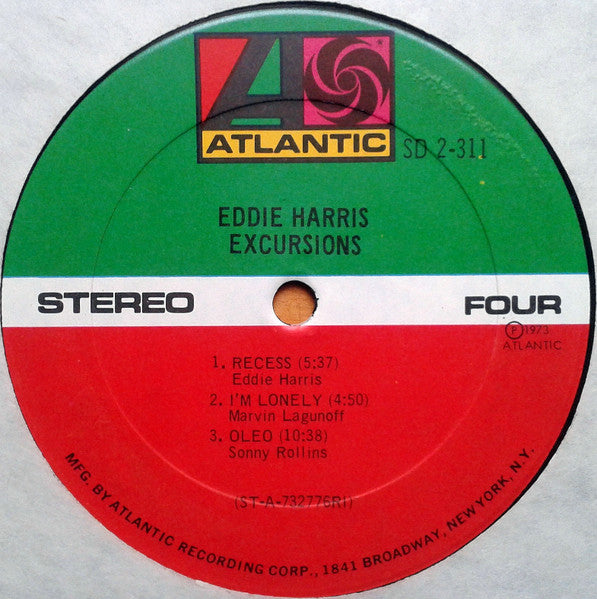 ATLANTIC
SD 2-311
EDDIE HARRIS
EXCURSIONS
STEREO
FOUR
℗1973
ATLANTIC
1. RECESS (5:37)
Eddie Harris
2. I'M LONELY (4:50)
Marvin Lagunoff
3. OLEO (10:38)
Sonny Rollins
(ST-A-732776RI)
MFG. BY ATLANTIC RECORDING CORP., 1841 BROADWAY, NEW YORK, N.Y.